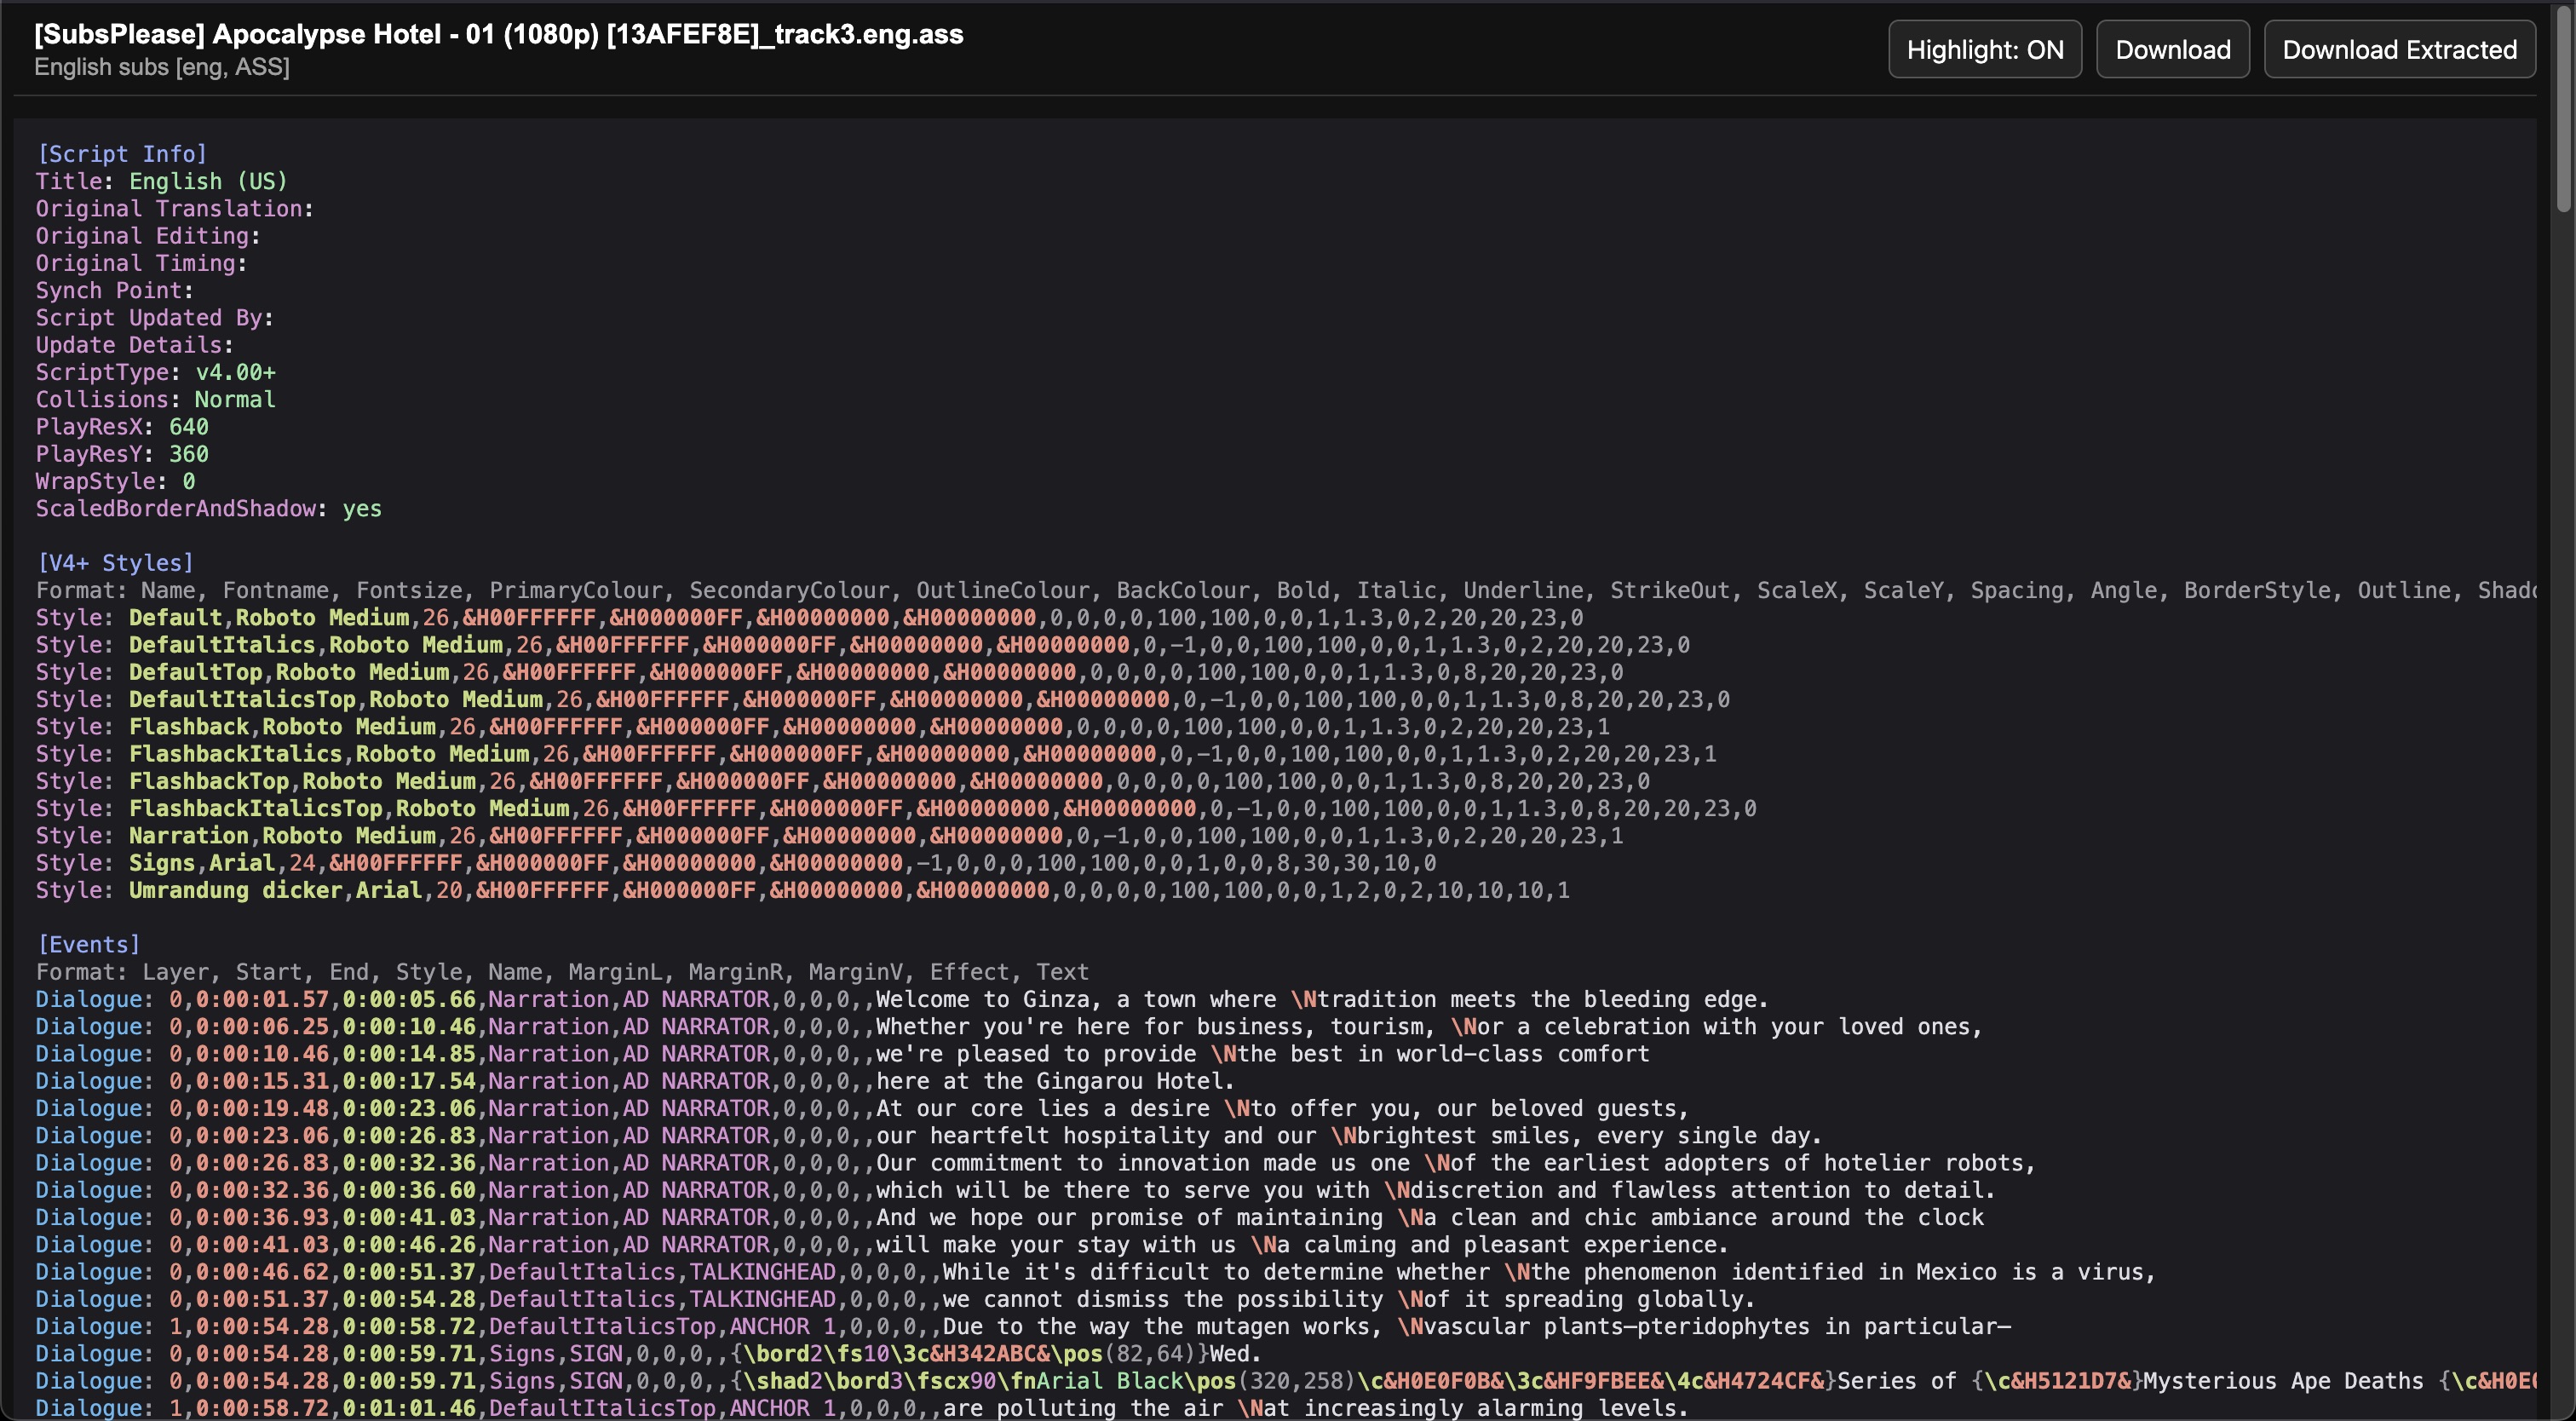 [SubsPlease] Apocalypse Hotel - 01 (1080p) [13AFEF8E]_track3.eng.ass
English subs [eng, ASS]
Highlight: ON
Download
Download Extracted
[Script Info]
Title: English (US)
Original Translation:
Original Editing:
Original Timing:
Synch Point:
Script Updated By:
Update Details:
ScriptType: v4.00+
Collisions: Normal
PlayResX: 640
PlayResY: 360
WrapStyle: 0
ScaledBorderAndShadow: yes
[V4+ Styles]
Format: Name, Fontname, Fontsize, PrimaryColour, SecondaryColour, OutlineColour, BackColour, Bold, Italic, Underline, StrikeOut, ScaleX, ScaleY, Spacing, Angle, BorderStyle, Outline,
Style: Default,Roboto Medium,26,&H00FFFFFF,&H000000FF,&H00000000,&H00000000,0,0,0,0,100,100,0,0,1,1.3,0,2,20,20,23,0
Style: DefaultItalics,Roboto Medium,26,&H00FFFFFF,&H000000FF,&H00000000,&H00000000,0,-1,0,0,100,100,0,0,1,1.3,0,2,20,20,23,0
Style: DefaultTop,Roboto Medium,26,&H00FFFFFF,&H000000FF,&H00000000,&H00000000,0,0,0,0,100,100,0,0,1,1.3,0,8,20,20,23,0
Style: DefaultItalicsTop,Roboto Medium,26,&H00FFFFFF,&H000000FF,&H00000000,&H00000000,0,-1,0,0,100,100,0,0,1,1.3,0,8,20,20,23,0
Style: Flashback,Roboto Medium,26,&H00FFFFFF,&H000000FF,&H00000000,&H00000000,0,0,0,0,100,100,0,0,1,1.3,0,2,20,20,23,1
Style: FlashbackItalics,Roboto Medium,26,&H00FFFFFF,&H000000FF,&H00000000,&H00000000,0,-1,0,0,100,100,0,0,1,1.3,0,2,20,20,23,1
Style: FlashbackTop,Roboto Medium,26,&H00FFFFFF,&H000000FF,&H00000000,&H00000000,0,0,0,0,100,100,0,0,1,1.3,0,8,20,20,23,0
Style: FlashbackItalicsTop,Roboto Medium,26,&H00FFFFFF,&H000000FF,&H00000000,&H00000000,0,-1,0,0,100,100,0,0,1,1.3,0,8,20,20,23,0
Style: Narration,Roboto Medium,26,&H00FFFFFF,&H000000FF,&H00000000,&H00000000,0,-1,0,0,100,100,0,0,1,1.3,0,2,20,20,23,1
Style: Signs,Arial,24,&H00FFFFFF,&H000000FF,&H00000000,&H00000000,-1,0,0,0,100,100,0,0,1,0,0,8,30,30,10,0
Style: Umrandung dicker,Arial,20,&H00FFFFFF,&H000000FF,&H00000000,&H00000000,0,0,0,0,100,100,0,0,1,2,0,2,10,10,10,1
[Events]
Format: Layer, Start, End, Style, Name, MarginL, MarginR, MarginV, Effect, Text
Dialogue: 0,0:00:01.57,0:00:05.66,Narration,AD NARRATOR,0,0,0,,Welcome to Ginza, a town where \Ntradition meets the bleeding edge.
Dialogue: 0,0:00:06.25,0:00:10.46,Narration,AD NARRATOR,0,0,0,,Whether you're here for business, tourism, \Nor a celebration with your loved ones,
Dialogue: 0,0:00:10.46,0:00:14.85,Narration,AD NARRATOR,0,0,0,,we're pleased to provide \Nthe best in world-class comfort
Dialogue: 0,0:00:15.31,0:00:17.54,Narration,AD NARRATOR,0,0,0,,here at the Gingarou Hotel.
Dialogue: 0,0:00:19.48,0:00:23.06,Narration,AD NARRATOR,0,0,0,,At our core lies a desire \Nto offer you, our beloved guests,
Dialogue: 0,0:00:23.06,0:00:26.83,Narration,AD NARRATOR,0,0,0,,our heartfelt hospitality and our \Nbrightest smiles, every single day.
Dialogue: 0,0:00:26.83,0:00:32.36,Narration,AD NARRATOR,0,0,0,,Our commitment to innovation made us one \Nof the earliest adopters of hotelier robots,
Dialogue: 0,0:00:32.36,0:00:36.60,Narration,AD NARRATOR,0,0,0,,which will be there to serve you with \Ndiscretion and flawless attention to detail.
Dialogue: 0,0:00:36.93,0:00:41.03,Narration,AD NARRATOR,0,0,0,,And we hope our promise of maintaining \Na clean and chic ambiance around the clock
Dialogue: 0,0:00:41.03,0:00:46.26,Narration,AD NARRATOR,0,0,0,,will make your stay with us \Na calming and pleasant experience.
Dialogue: 0,0:00:46.62,0:00:51.37,DefaultItalics,TALKINGHEAD,0,0,0,,While it's difficult to determine whether \Nthe phenomenon identified in Mexico is a virus,
Dialogue: 0,0:00:51.37,0:00:54.28,DefaultItalics,TALKINGHEAD,0,0,0,,we cannot dismiss the possibility \Nof it spreading globally.
Dialogue: 1,0:00:54.28,0:00:58.72,DefaultItalicsTop,ANCHOR 1,0,0,0,,Due to the way the mutagen works, \Nvascular plants—pteridophytes in particular—
Dialogue: 0,0:00:54.28,0:00:59.71,Signs,SIGN,0,0,0,,{\bord2\fs10\3c&H342ABC&\pos(82,64)}Wed.
Dialogue: 0,0:00:54.28,0:00:59.71,Signs,SIGN,0,0,0,,{\shad2\bord3\fscx90\fnArial Black\pos(320,258)\c&H0E0F0B&\3c&HF9FBEE&\4c&H4724CF&}Series of {\c&H5121D7&}Mysterious Ape Deaths
Dialogue: 1,0:00:58.72,0:01:01.46,DefaultItalicsTop,ANCHOR 1,0,0,0,,are polluting the air \Nat increasingly alarming levels.